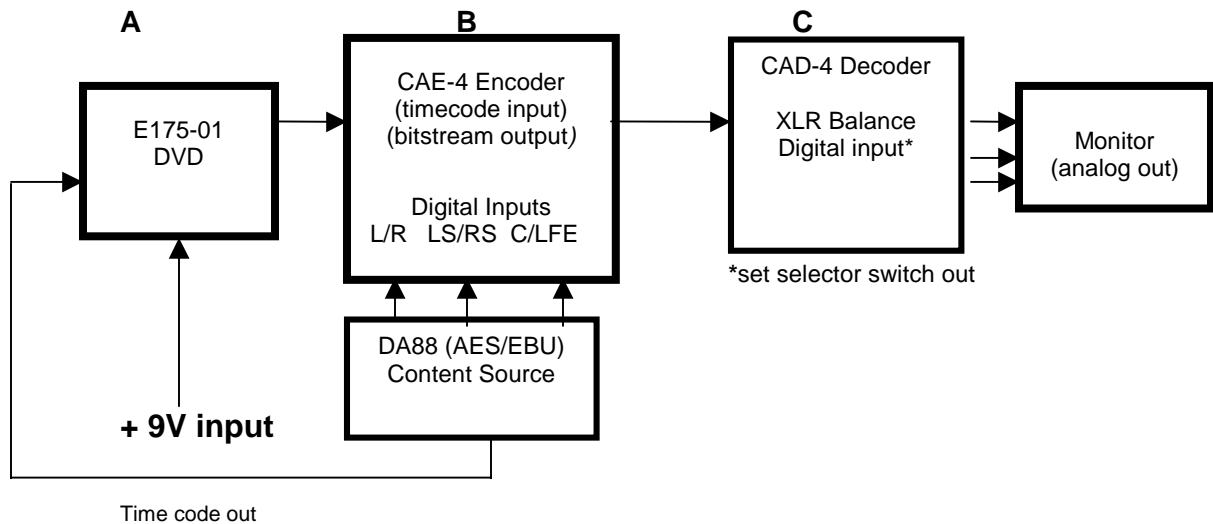 A
B
C
E175-01
DVD
CAE-4 Encoder
(timecode input)
(bitstream output)
Digital Inputs
L/R LS/RS C/LFE
CAD-4 Decoder
XLR Balance
Digital input*
Monitor
(analog out)
*set selector switch out
DA88 (AES/EBU)
Content Source
+ 9V input
Time code out